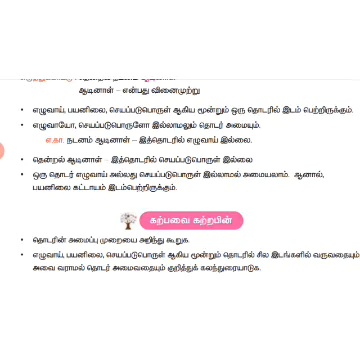 ஆடினாள் – என்பது வினைமுற்று
• எழுவாய், பயனிலை, செயப்படுபொருள் ஆகிய மூன்றும் ஒரு தொடரில் இடம் பெற்றிருக்கும்.
• எழுவாயோ, செயப்படுபொருளோ இல்லாமலும் தொடர் அமையும்.
எ.கா. நடனம் ஆடினாள் – இத்தொடரில் எழுவாய் இல்லை.
• தென்றல் ஆடினாள் – இத்தொடரில் செயப்படுபொருள் இல்லை
• ஒரு தொடர் எழுவாய் அல்லது செயப்படுபொருள் இல்லாமல் அமையலாம். ஆனால்,
பயனிலை கட்டாயம் இடம்பெற்றிருக்கும்.
கற்பவை கற்றபின்
• தொடரின் அமைப்பு முறையை அறிந்து கூறுக.
• எழுவாய், பயனிலை, செயப்படுபொருள் ஆகிய மூன்றும் தொடரில் சில இடங்களில் வருவதையும்
அவை வராமல் தொடர் அமைவதையும் குறித்துக் கலந்துரையாடுக.